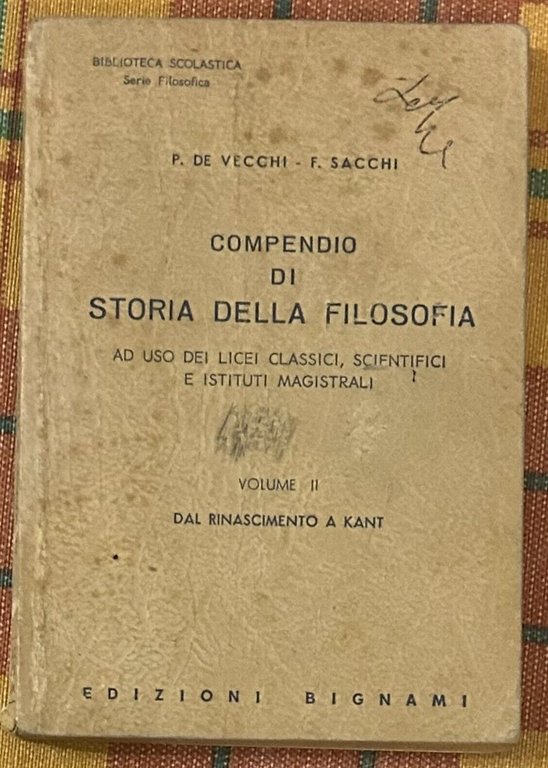 BIBLIOTECA SCOLASTICA
Serie Filosofica
P. DE VECCHI - F. SACCHI
COMPENDIO
DI
STORIA DELLA FILOSOFIA
AD USO DEI LICEI CLASSICI, SCIENTIFICI
E ISTITUTI MAGISTRALI
VOLUME II
DAL RINASCIMENTO A KANT
EDIZIONI BIGNAMI